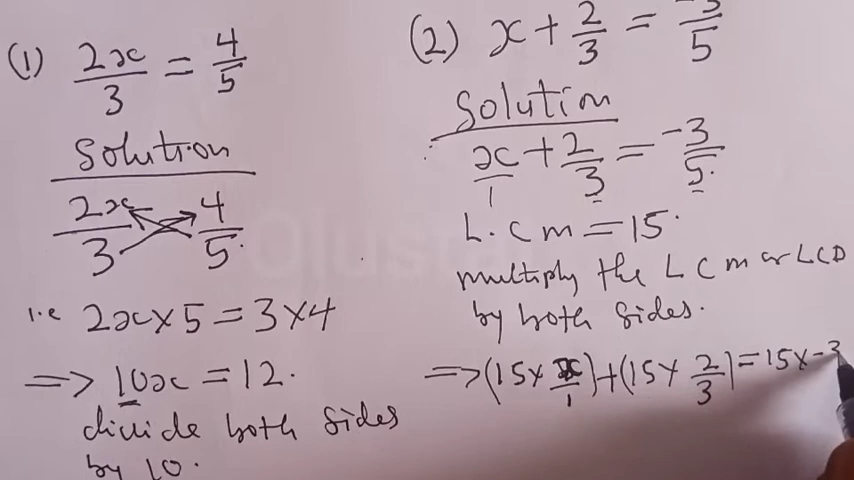 (1) 2x/3 = 4/5
Solution
2x/3 4/5
i.e 2x×5 = 3×4
=> 10x = 12.
divide both sides
by 10.
(2) x + 2/3 = -3/5
Solution
x/1 + 2/3 = -3/5.
L.cm = 15.
multiply the LCM or LCD
by both sides.
=> (15× x/1) + (15× 2/3) = 15×-3
Qlusta